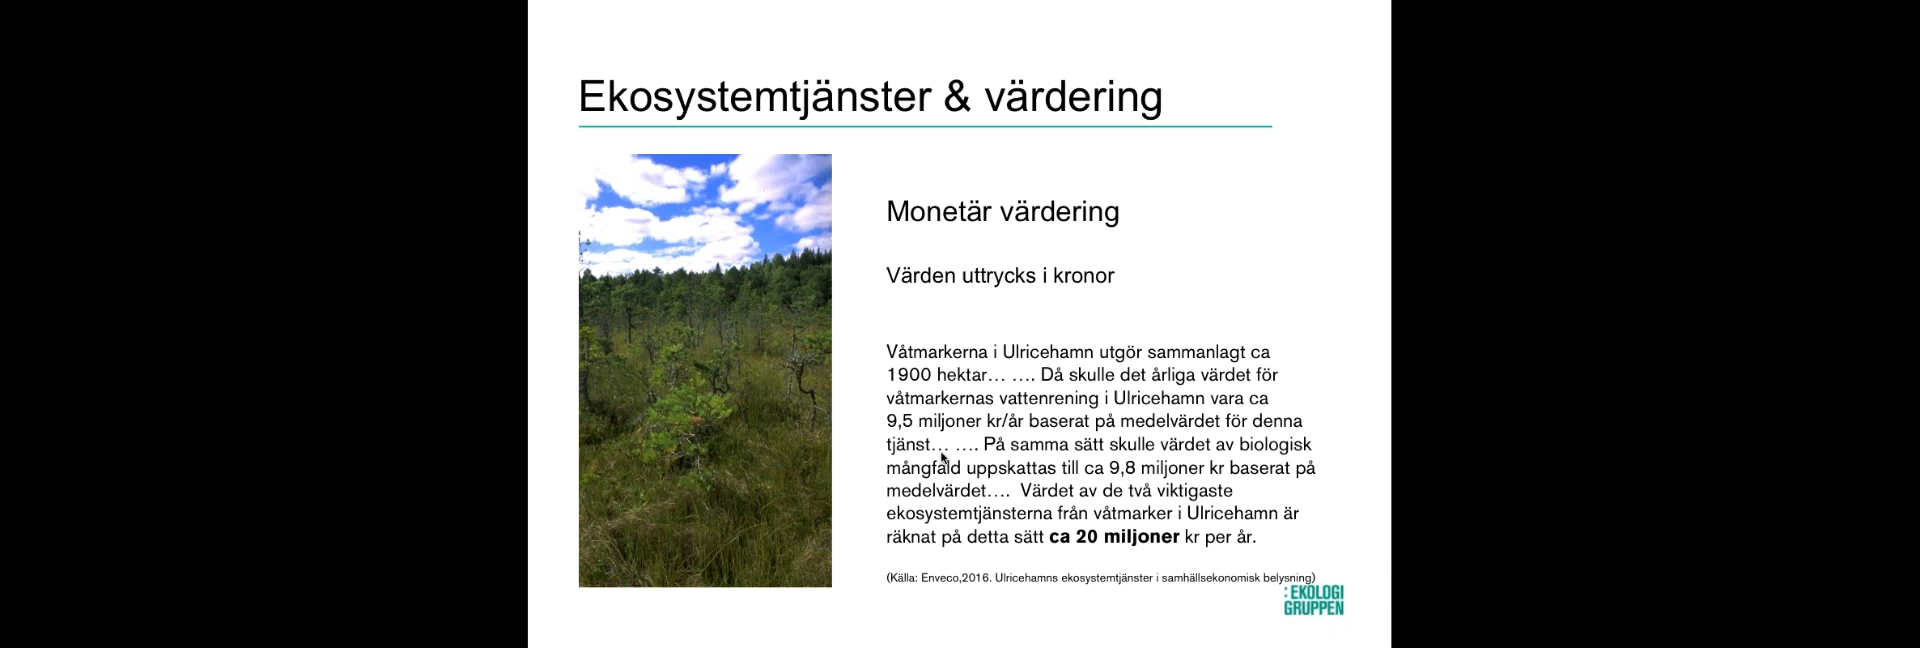 Ekosystemtjänster & värdering
Monetär värdering
Värden uttrycks i kronor
Våtmarkerna i Ulricehamn utgör sammanlagt ca
1900 hektar… …. Då skulle det årliga värdet för
våtmarkernas vattenrening i Ulricehamn vara ca
9,5 miljoner kr/år baserat på medelvärdet för denna
tjänst… …. På samma sätt skulle värdet av biologisk
mångfald uppskattas till ca 9,8 miljoner kr baserat på
medelvärdet…. Värdet av de två viktigaste
ekosystemtjänsterna från våtmarker i Ulricehamn är
räknat på detta sätt ca 20 miljoner kr per år.
(Källa: Enveco,2016. Ulricehamns ekosystemtjänster i samhällsekonomisk belysning)
:EKOLOGI
GRUPPEN